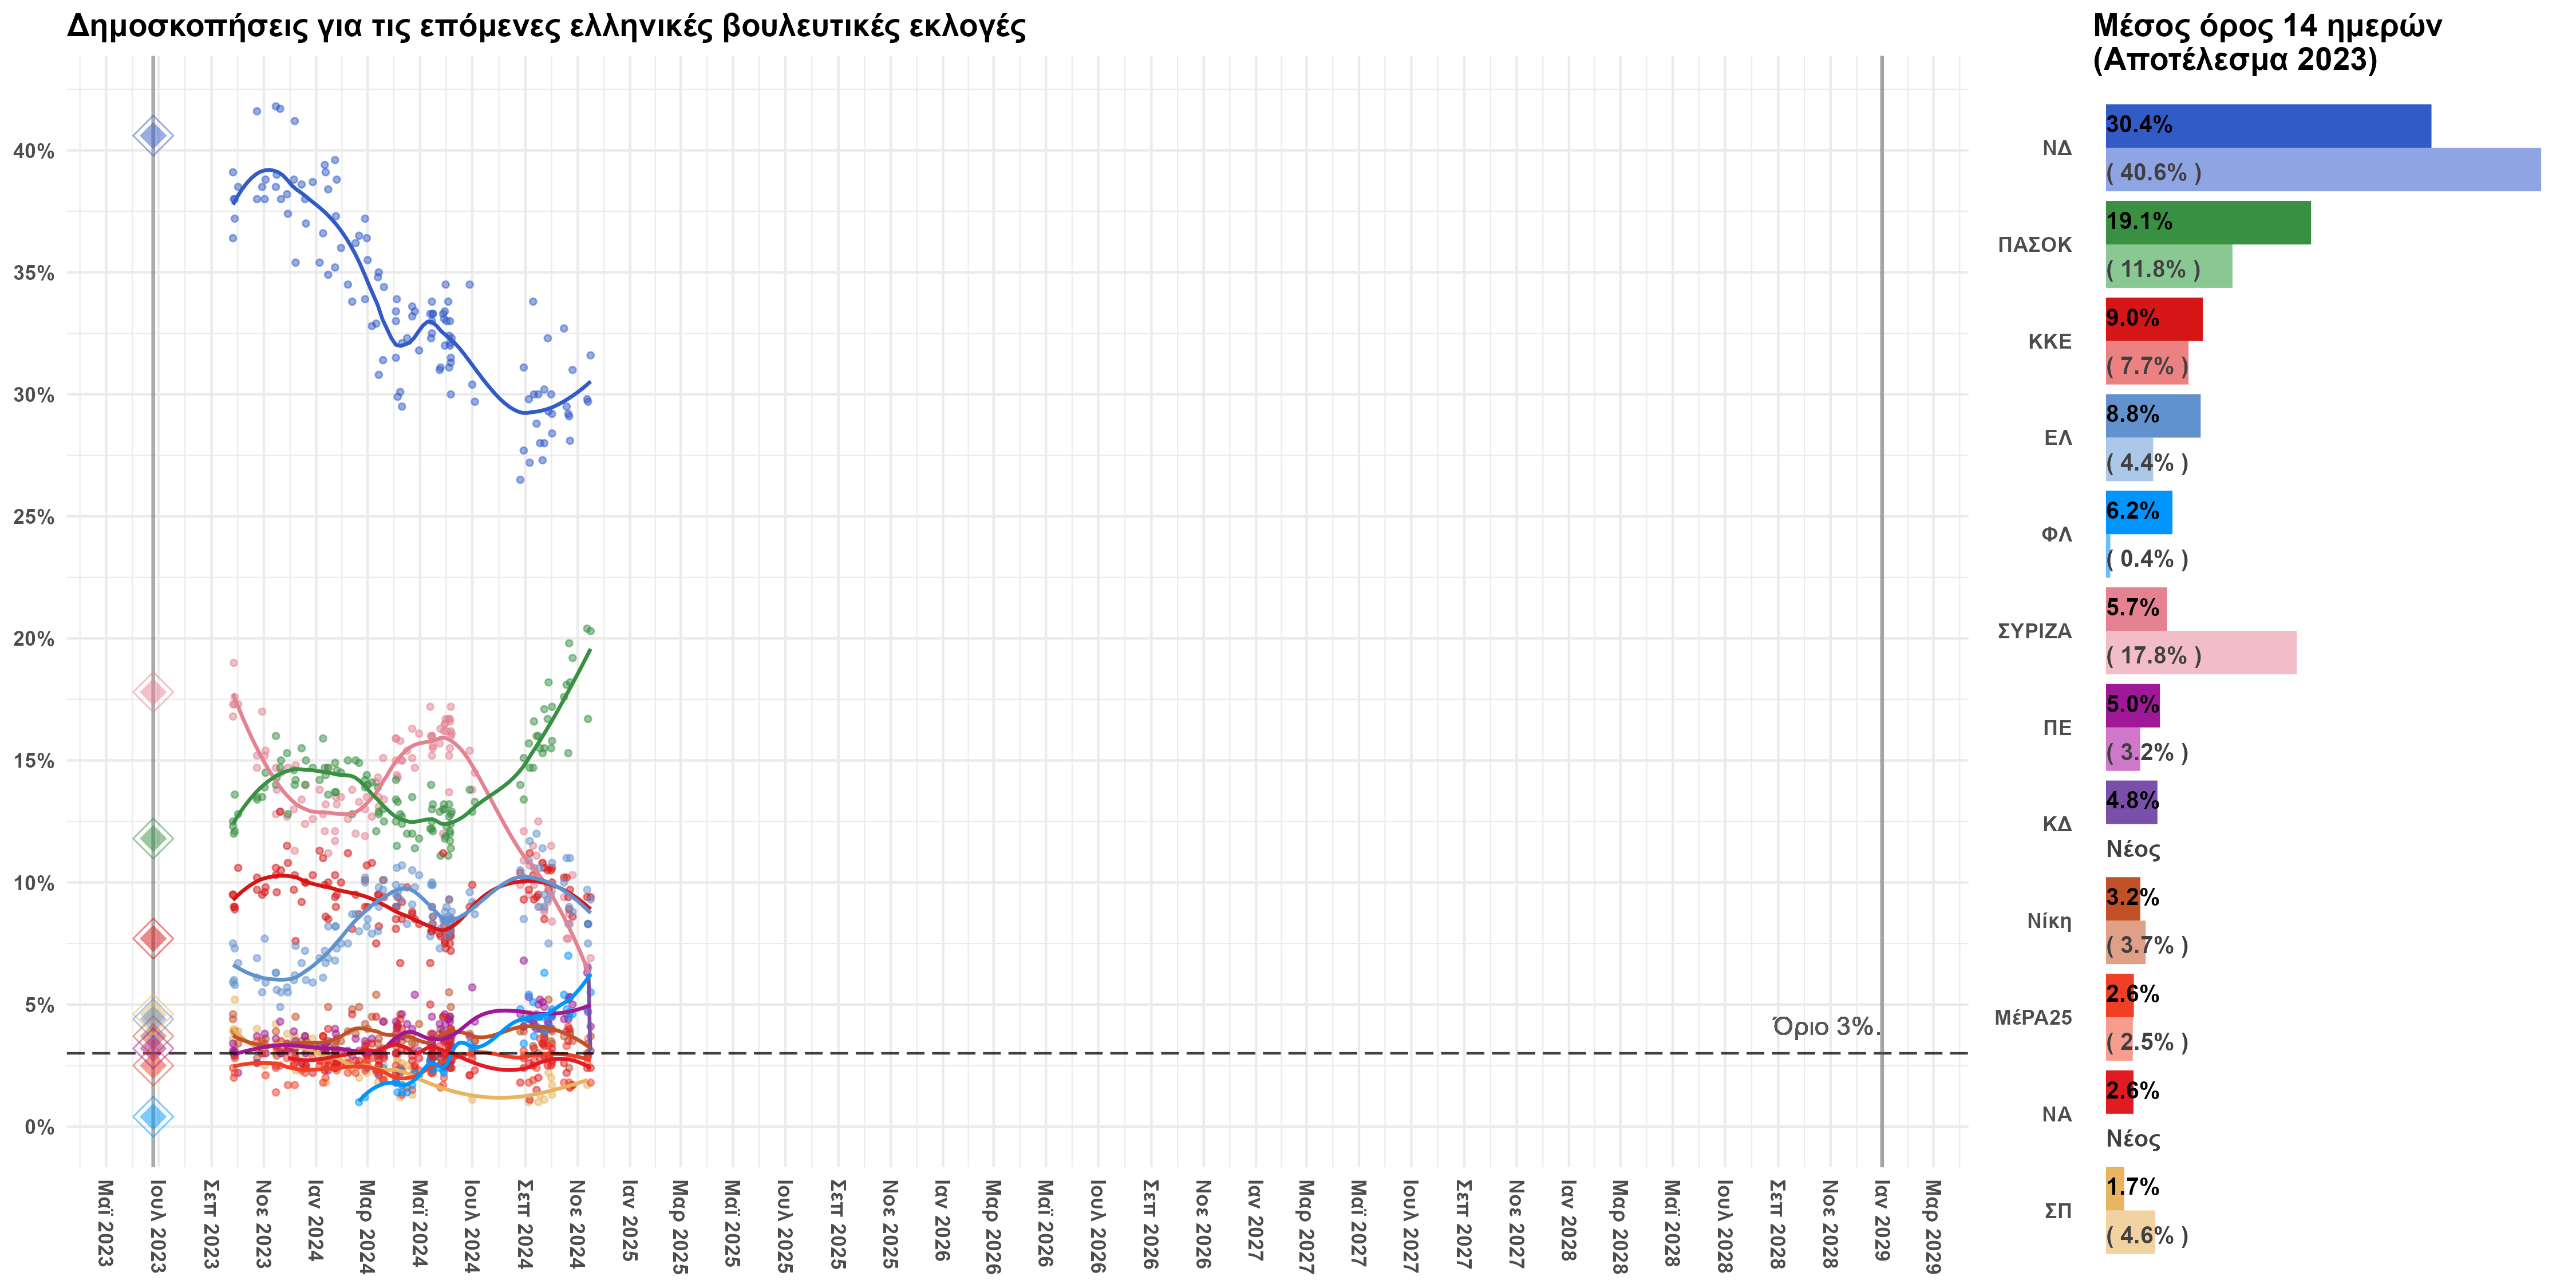 Δημοσκοπήσεις για τις επόμενες ελληνικές βουλευτικές εκλογές
40%
35%
30%
25%
20%
15%
10%
5%
0%
Όριο 3%.
Μαϊ 2023
Ιουλ 2023
Σεπ 2023
Νοε 2023
Ιαν 2024
Μαρ 2024
Μαϊ 2024
Ιουλ 2024
Σεπ 2024
Νοε 2024
Ιαν 2025
Μαρ 2025
Μαϊ 2025
Ιουλ 2025
Σεπ 2025
Νοε 2025
Ιαν 2026
Μαρ 2026
Μαϊ 2026
Ιουλ 2026
Σεπ 2026
Νοε 2026
Ιαν 2027
Μαρ 2027
Μαϊ 2027
Ιουλ 2027
Σεπ 2027
Νοε 2027
Ιαν 2028
Μαρ 2028
Μαϊ 2028
Ιουλ 2028
Σεπ 2028
Νοε 2028
Ιαν 2029
Μαρ 2029
Μέσος όρος 14 ημερών
(Αποτέλεσμα 2023)
ΝΔ
30.4%
( 40.6% )
ΠΑΣΟΚ
19.1%
( 11.8% )
ΚΚΕ
9.0%
( 7.7% )
ΕΛ
8.8%
( 4.4% )
ΦΛ
6.2%
( 0.4% )
ΣΥΡΙΖΑ
5.7%
( 17.8% )
ΠΕ
5.0%
( 3.2% )
ΚΔ
4.8%
Νέος
Νίκη
3.2%
( 3.7% )
ΜέΡΑ25
2.6%
( 2.5% )
ΝΑ
2.6%
Νέος
ΣΠ
1.7%
( 4.6% )